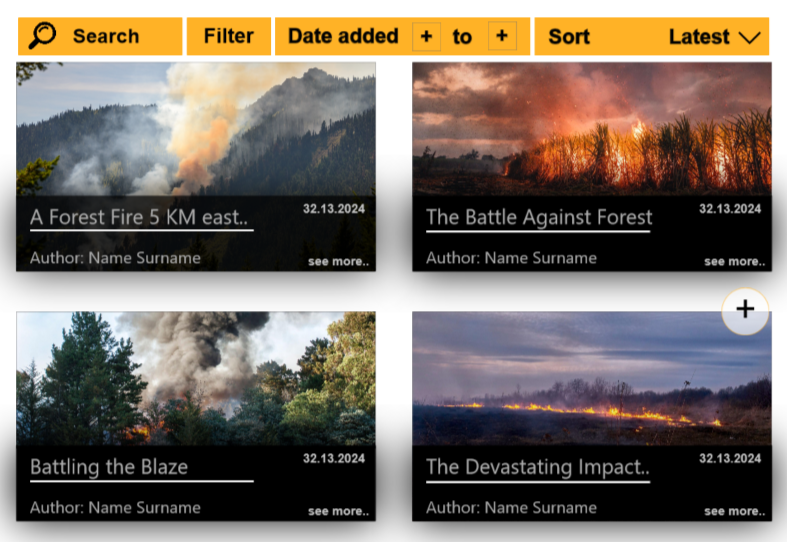 Search Filter Date added + to + Sort Latest
A Forest Fire 5 KM east..
32.13.2024
Author: Name Surname
see more..
The Battle Against Forest
32.13.2024
Author: Name Surname
see more..
+
Battling the Blaze
32.13.2024
Author: Name Surname
see more..
The Devastating Impact..
32.13.2024
Author: Name Surname
see more..